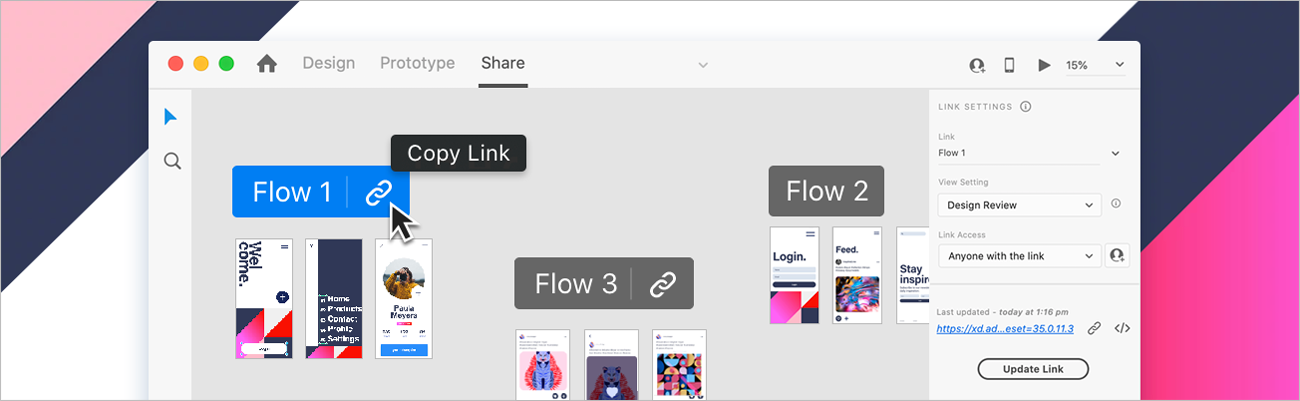 Design
Prototype
Share
15%
Copy Link
Flow 1
Flow 2
Flow 3
Wel
come.
Home
Products
Contact
Profile
Settings
Paula
Meyers
Login.
Feed.
Stay
inspire
LINK SETTINGS
Link
Flow 1
View Setting
Design Review
Link Access
Anyone with the link
Last updated - today at 1:16 pm
https://xd.ad...eset=35.0.11.3
Update Link